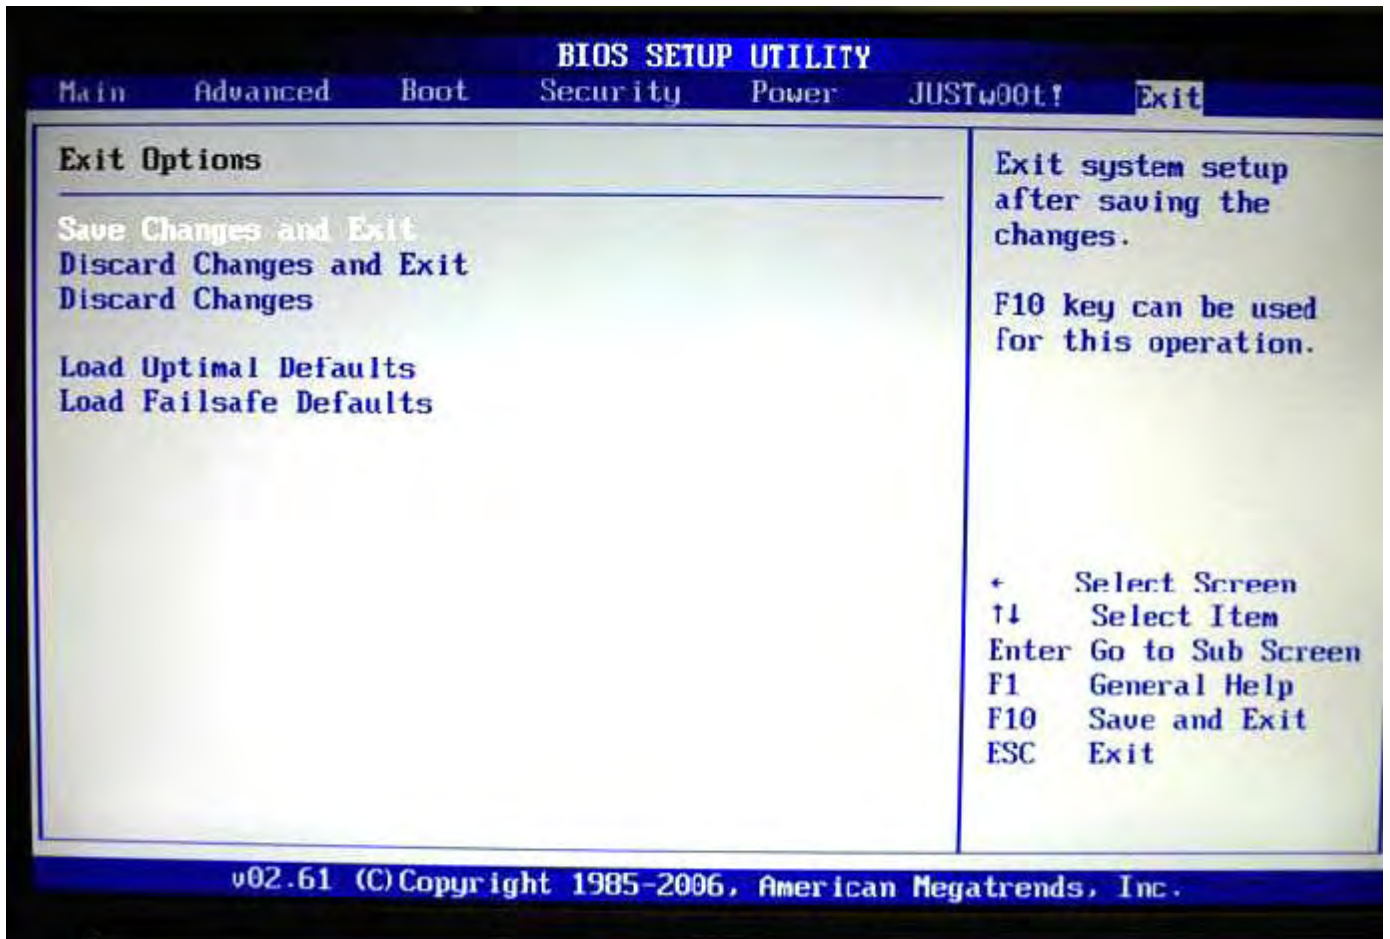 BIOS SETUP UTILITY
Main Advanced Boot Security Power JUSTw00t! Exit
Exit Options
Save Changes and Exit
Discard Changes and Exit
Discard Changes
Load Optimal Defaults
Load Failsafe Defaults
Exit system setup
after saving the
changes.
F10 key can be used
for this operation.
← Select Screen
↑↓ Select Item
Enter Go to Sub Screen
F1 General Help
F10 Save and Exit
ESC Exit
v02.61 (C)Copyright 1985-2006, American Megatrends, Inc.